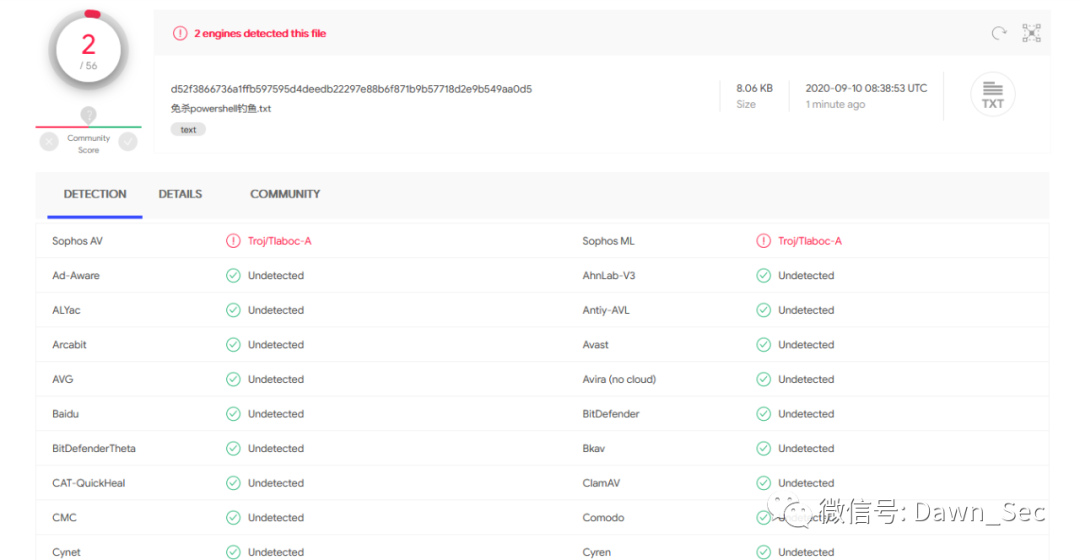 2
/ 56
Community
Score
2 engines detected this file
d52f3866736a1ffb597595d4deedb22297e88b6f871b9b57718d2e9b549aa0d5
免杀powershell钓鱼.txt
text
8.06 KB
Size
2020-09-10 08:38:53 UTC
1 minute ago
TXT
DETECTION DETAILS COMMUNITY
Sophos AV Troj/Tlaboc-A Sophos ML Troj/Tlaboc-A
Ad-Aware Undetected AhnLab-V3 Undetected
ALYac Undetected Antiy-AVL Undetected
Arcabit Undetected Avast Undetected
AVG Undetected Avira (no cloud) Undetected
Baidu Undetected BitDefender Undetected
BitDefenderTheta Undetected Bkav Undetected
CAT-QuickHeal Undetected ClamAV Undetected
CMC Undetected Comodo
微信号: Dawn_Sec
Cynet Undetected Cyren Undetected